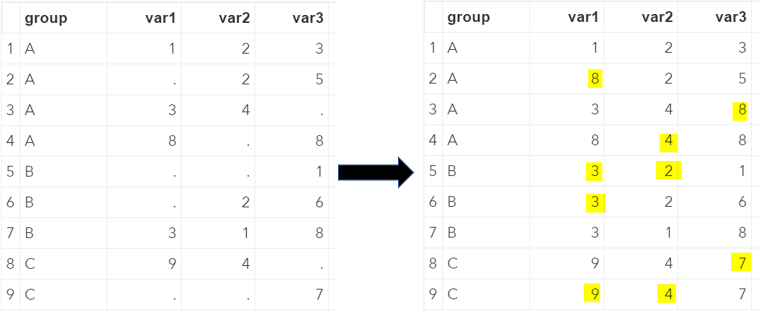 group var1 var2 var3 group var1 var2 var3
1 A 1 2 3 1 A 1 2 3
2 A . 2 5 2 A 8 2 5
3 A 3 4 . 3 A 3 4 8
4 A 8 . 8 4 A 8 4 8
5 B . . 1 5 B 3 2 1
6 B . 2 6 6 B 3 2 6
7 B 3 1 8 7 B 3 1 8
8 C 9 4 . 8 C 9 4 7
9 C . . 7 9 C 9 4 7